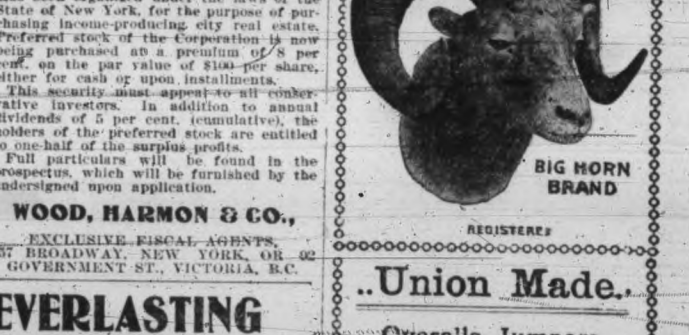 State of New York, for the purpose of pur-
chasing income-producing city real estate.
Preferred stock of the Corporation is now
being purchased at a premium of 8 per
cent. on the par value of $100 per share,
either for cash or upon installments.
This security must appeal to all conser-
vative investors. In addition to annual
dividends of 5 per cent. (cumulative), the
holders of the preferred stock are entitled
to one-half of the surplus profits.
Full particulars will be found in the
prospectus, which will be furnished by the
undersigned upon application.
WOOD, HARMON & CO.,
EXCLUSIVE FISCAL AGENTS,
57 BROADWAY, NEW YORK, OR 92
GOVERNMENT ST., VICTORIA, B.C.
EVERLASTING
BIG HORN
BRAND
REGISTERED
..Union Made..
Overalls, Jumpers